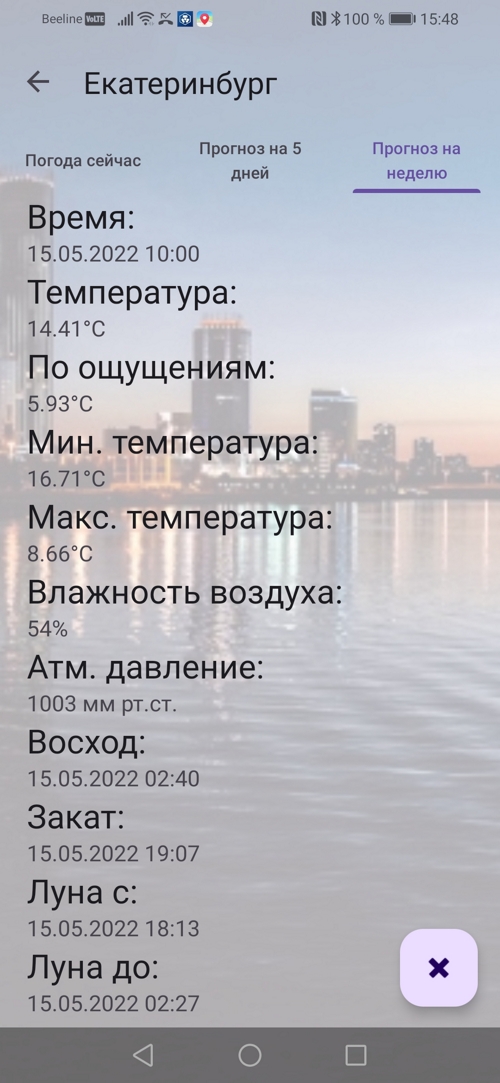 Beeline VoLTE 100 % 15:48
Екатеринбург
Погода сейчас
Прогноз на 5
дней
Прогноз на
неделю
Время:
15.05.2022 10:00
Температура:
14.41°C
По ощущениям:
5.93°C
Мин. температура:
16.71°C
Макс. температура:
8.66°C
Влажность воздуха:
54%
Атм. давление:
1003 мм рт.ст.
Восход:
15.05.2022 02:40
Закат:
15.05.2022 19:07
Луна с:
15.05.2022 18:13
Луна до:
15.05.2022 02:27